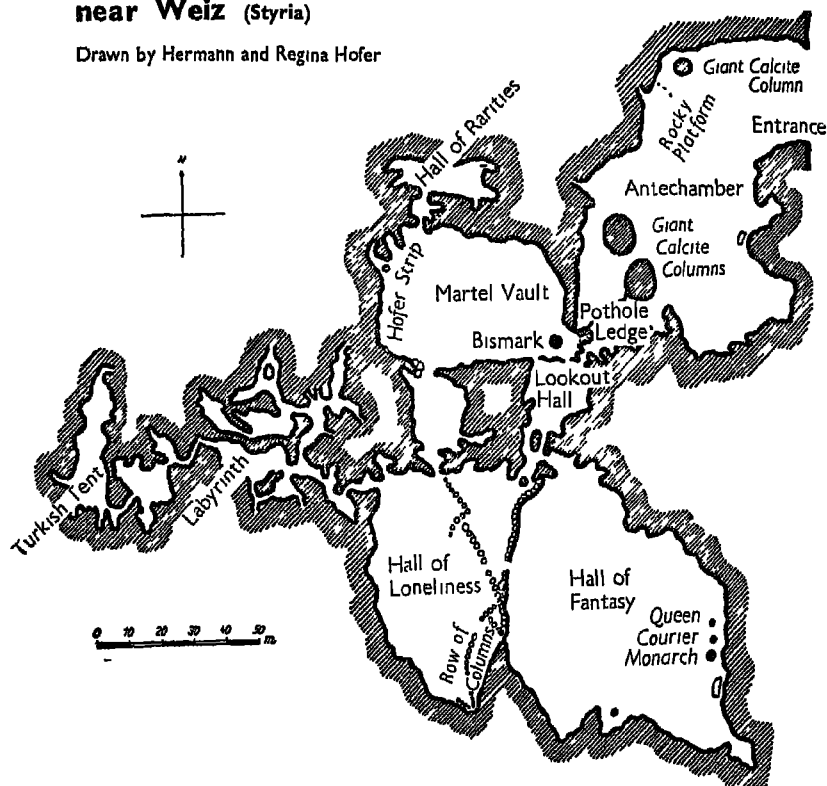 near Weiz (Styria)
Drawn by Hermann and Regina Hofer
Giant Calcite
Column
Rocky
Platform
Entrance
Hall of Rarities
Antechamber
Giant
Calcite
Columns
N
Hofer Strip
Martel Vault
Pothole
Ledge
Bismark
Lookout
Hall
Turkish Tent
Labyrinth
Hall of
Loneliness
Hall of
Fantasy
Queen
Courier
Monarch
Row of
Columns
0 10 20 30 40 50 m.